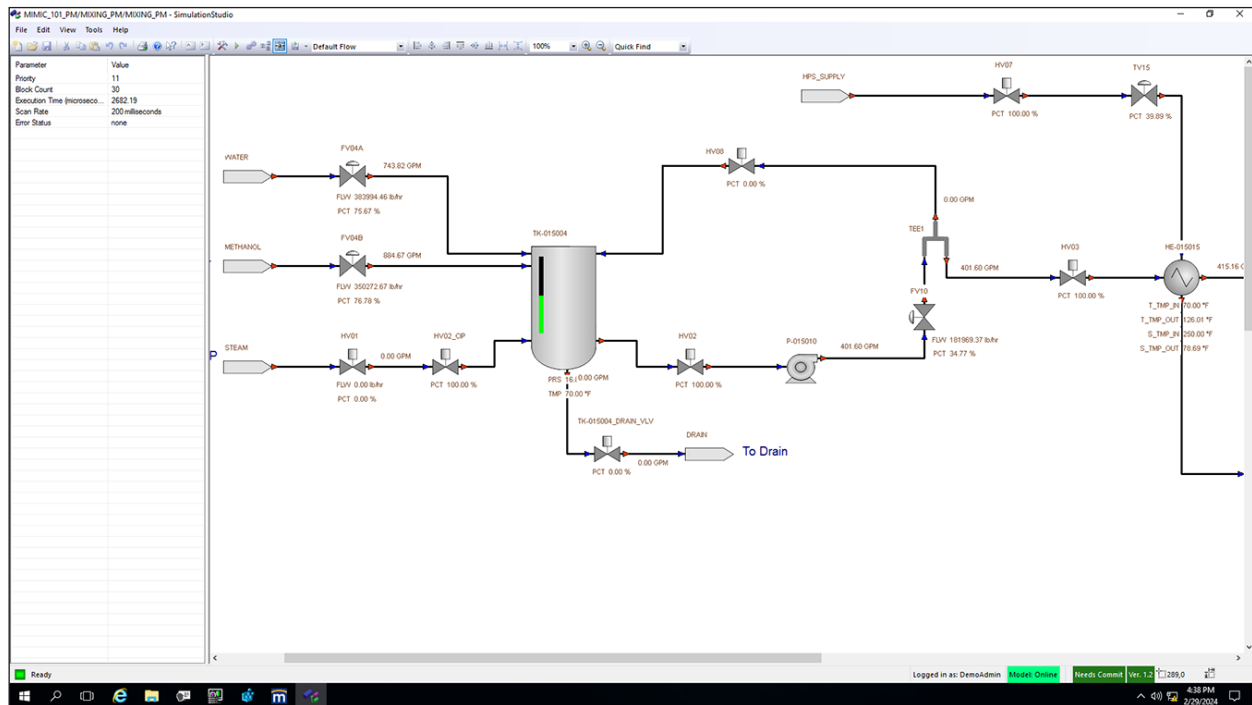 MIMIC_101_PM/MIXING_PM/MIXING_PM - SimulationStudio
File Edit View Tools Help
Default Flow
100%
Quick Find
Parameter Value
Priority 11
Block Count 30
Execution Time (microseco... 2682.19
Scan Rate 200 milliseconds
Error Status none
HPS_SUPPLY
HV07
PCT 100.00 %
TV15
PCT 39.89 %
WATER
FV04A
743.82 GPM
FLW 383994.46 lb/hr
PCT 75.67 %
HV08
PCT 0.00 %
0.00 GPM
TEE1
METHANOL
FV04B
884.67 GPM
FLW 350272.67 lb/hr
PCT 76.78 %
TK-015004
401.60 GPM
HV03
PCT 100.00 %
HE-015015
415.16 G
T_TMP_IN 70.00 °F
T_TMP_OUT 126.01 °F
S_TMP_IN 250.00 °F
S_TMP_OUT 78.69 °F
P
STEAM
HV01
0.00 GPM
FLW 0.00 lb/hr
PCT 0.00 %
HV02_OP
PCT 100.00 %
HV02
PCT 100.00 %
P-015010
401.60 GPM
FV10
FLW 181969.37 lb/hr
PCT 34.77 %
PRS 16.
0.00 GPM
TMP 70.00 °F
TK-015004_DRAIN_VLV
PCT 0.00 %
0.00 GPM
DRAIN
To Drain
Ready
Logged in as: DemoAdmin
Model: Online
Needs Commit
Ver. 1.2
289,0
4:38 PM
2/29/2024